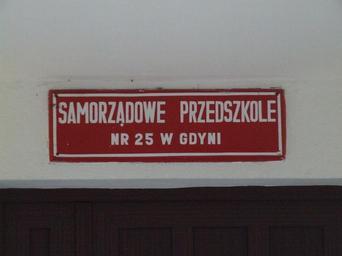 SAMORZĄDOWE PRZEDSZKOLE
NR 25 W GDYNI